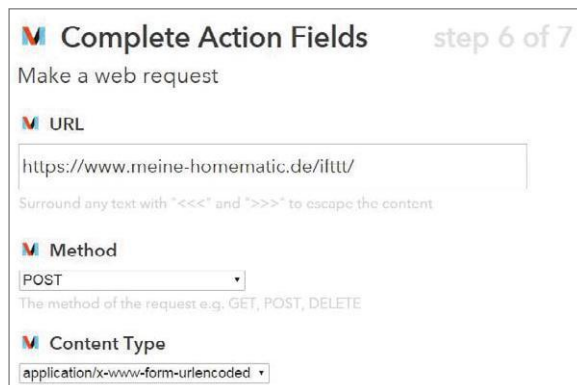 Complete Action Fields step 6 of 7
Make a web request
URL
https://www.meine-homematic.de/ifttt/
Surround any text with "<<<" and ">>>" to escape the content
Method
POST
The method of the request e.g. GET, POST, DELETE
Content Type
application/x-www-form-urlencoded